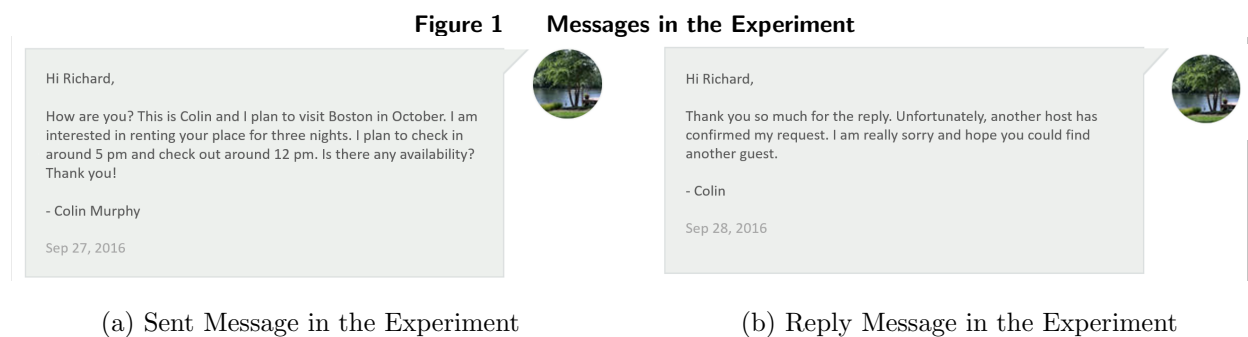 Figure 1 Messages in the Experiment
Hi Richard,
How are you? This is Colin and I plan to visit Boston in October. I am
interested in renting your place for three nights. I plan to check in
around 5 pm and check out around 12 pm. Is there any availability?
Thank you!
- Colin Murphy
Sep 27, 2016
Hi Richard,
Thank you so much for the reply. Unfortunately, another host has
confirmed my request. I am really sorry and hope you could find
another guest.
- Colin
Sep 28, 2016
(a) Sent Message in the Experiment
(b) Reply Message in the Experiment